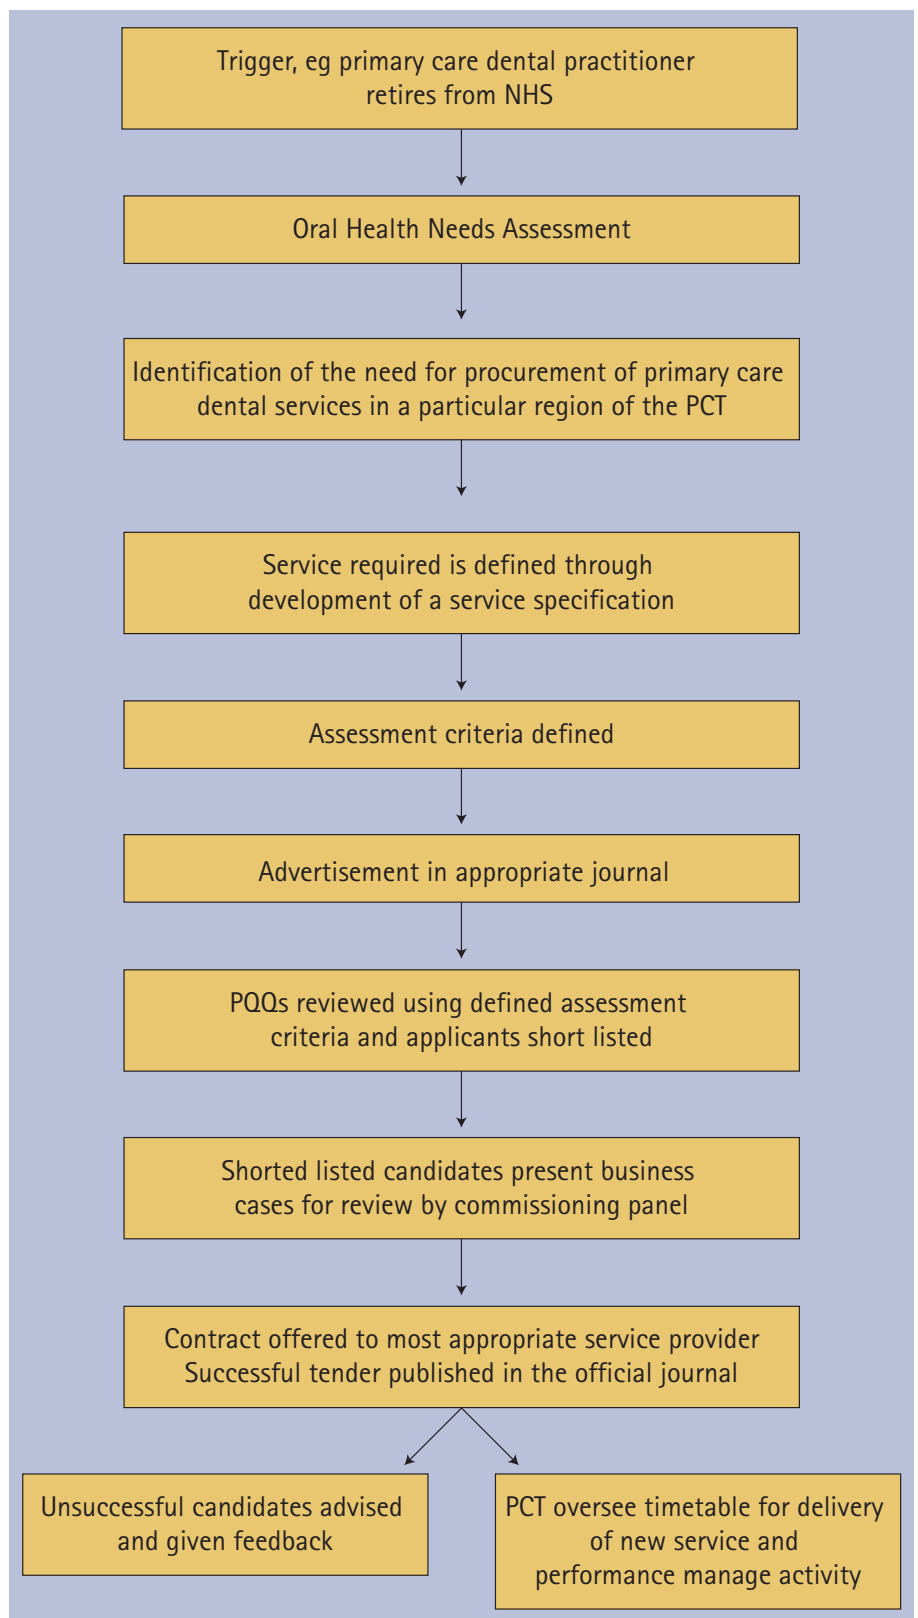 Trigger, eg primary care dental practitioner
retires from NHS
Oral Health Needs Assessment
Identification of the need for procurement of primary care
dental services in a particular region of the PCT
Service required is defined through
development of a service specification
Assessment criteria defined
Advertisement in appropriate journal
PQQs reviewed using defined assessment
criteria and applicants short listed
Shorted listed candidates present business
cases for review by commissioning panel
Contract offered to most appropriate service provider
Successful tender published in the official journal
Unsuccessful candidates advised
and given feedback
PCT oversee timetable for delivery
of new service and
performance manage activity